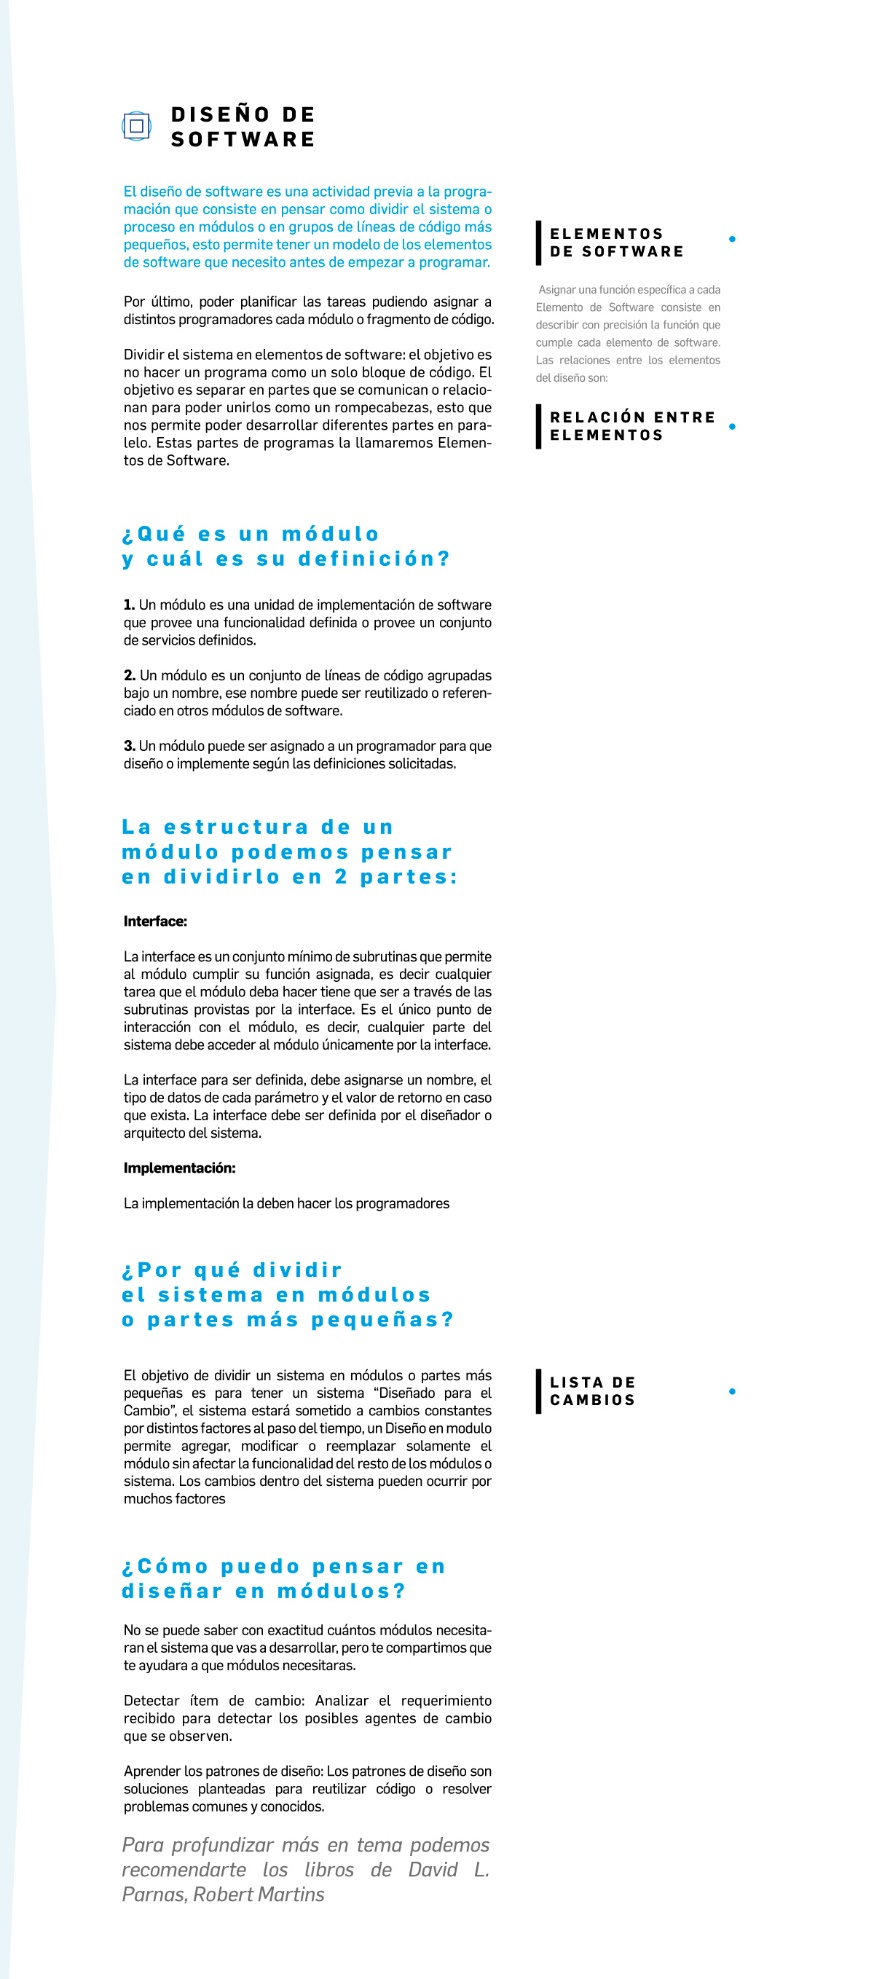 DISEÑO DE
SOFTWARE
El diseño de software es una actividad previa a la progra-
mación que consiste en pensar como dividir el sistema o
proceso en módulos o en grupos de líneas de código más
pequeños, esto permite tener un modelo de los elementos
de software que necesito antes de empezar a programar.
Por último, poder planificar las tareas pudiendo asignar a
distintos programadores cada módulo o fragmento de código.
Dividir el sistema en elementos de software: el objetivo es
no hacer un programa como un solo bloque de código. El
objetivo es separar en partes que se comunican o relacio-
nan para poder unirlos como un rompecabezas, esto que
nos permite poder desarrollar diferentes partes en para-
lelo. Estas partes de programas la llamaremos Elemen-
tos de Software.
ELEMENTOS
DE SOFTWARE
Asignar una función específica a cada
Elemento de Software consiste en
describir con precisión la función que
cumple cada elemento de software.
Las relaciones entre los elementos
del diseño son:
RELACIÓN ENTRE
ELEMENTOS
¿Qué es un módulo
y cuál es su definición?
1. Un módulo es una unidad de implementación de software
que provee una funcionalidad definida o provee un conjunto
de servicios definidos.
2. Un módulo es un conjunto de líneas de código agrupadas
bajo un nombre, ese nombre puede ser reutilizado o referen-
ciado en otros módulos de software.
3. Un módulo puede ser asignado a un programador para que
diseño o implemente según las definiciones solicitadas.
La estructura de un
módulo podemos pensar
en dividirlo en 2 partes:
Interface:
La interface es un conjunto mínimo de subrutinas que permite
al módulo cumplir su función asignada, es decir cualquier
tarea que el módulo deba hacer tiene que ser a través de las
subrutinas provistas por la interface. Es el único punto de
interacción con el módulo, es decir, cualquier parte del
sistema debe acceder al módulo únicamente por la interface.
La interface para ser definida, debe asignarse un nombre, el
tipo de datos de cada parámetro y el valor de retorno en caso
que exista. La interface debe ser definida por el diseñador o
arquitecto del sistema.
Implementación:
La implementación la deben hacer los programadores
¿Por qué dividir
el sistema en módulos
o partes más pequeñas?
El objetivo de dividir un sistema en módulos o partes más
pequeñas es para tener un sistema “Diseñado para el
Cambio”, el sistema estará sometido a cambios constantes
por distintos factores al paso del tiempo, un Diseño en modulo
permite agregar, modificar o reemplazar solamente el
módulo sin afectar la funcionalidad del resto de los módulos o
sistema. Los cambios dentro del sistema pueden ocurrir por
muchos factores
LISTA DE
CAMBIOS
¿Cómo puedo pensar en
diseñar en módulos?
No se puede saber con exactitud cuántos módulos necesita-
ran el sistema que vas a desarrollar, pero te compartimos que
te ayudara a que módulos necesitaras.
Detectar ítem de cambio: Analizar el requerimiento
recibido para detectar los posibles agentes de cambio
que se observen.
Aprender los patrones de diseño: Los patrones de diseño son
soluciones planteadas para reutilizar código o resolver
problemas comunes y conocidos.
Para profundizar más en tema podemos
recomendarte los libros de David L.
Parnas, Robert Martins